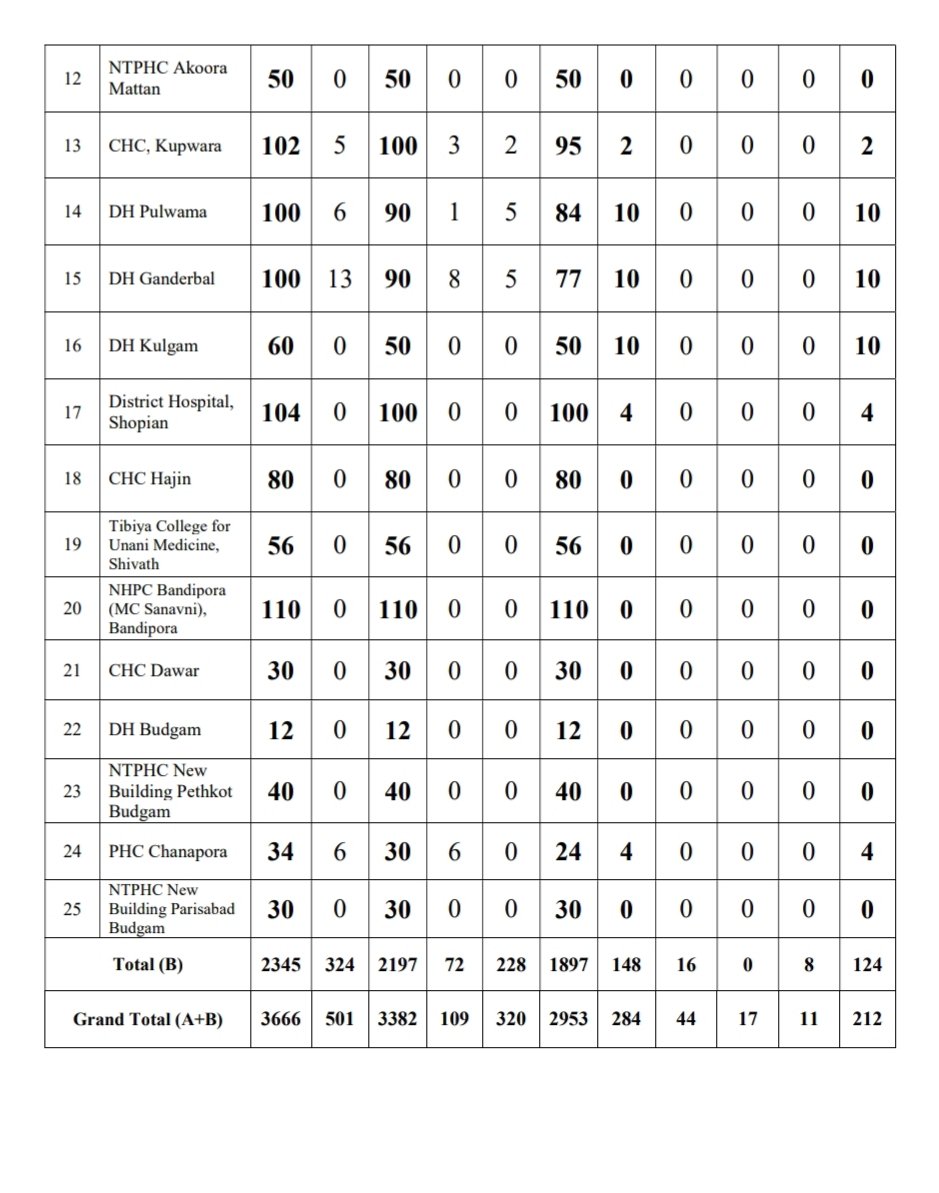 12 NTPHC Akoora Mattan 50 0 50 0 0 50 0 0 0 0 0
13 CHC, Kupwara 102 5 100 3 2 95 2 0 0 0 2
14 DH Pulwama 100 6 90 1 5 84 10 0 0 0 10
15 DH Ganderbal 100 13 90 8 5 77 10 0 0 0 10
16 DH Kulgam 60 0 50 0 0 50 10 0 0 0 10
17 District Hospital, Shopian 104 0 100 0 0 100 4 0 0 0 4
18 CHC Hajin 80 0 80 0 0 80 0 0 0 0 0
19 Tibiya College for Unani Medicine, Shivath 56 0 56 0 0 56 0 0 0 0 0
20 NHPC Bandipora (MC Sanavni), Bandipora 110 0 110 0 0 110 0 0 0 0 0
21 CHC Dawar 30 0 30 0 0 30 0 0 0 0 0
22 DH Budgam 12 0 12 0 0 12 0 0 0 0 0
23 NTPHC New Building Pethkot Budgam 40 0 40 0 0 40 0 0 0 0 0
24 PHC Chanapora 34 6 30 6 0 24 4 0 0 0 4
25 NTPHC New Building Parisabad Budgam 30 0 30 0 0 30 0 0 0 0 0
Total (B) 2345 324 2197 72 228 1897 148 16 0 8 124
Grand Total (A+B) 3666 501 3382 109 320 2953 284 44 17 11 212